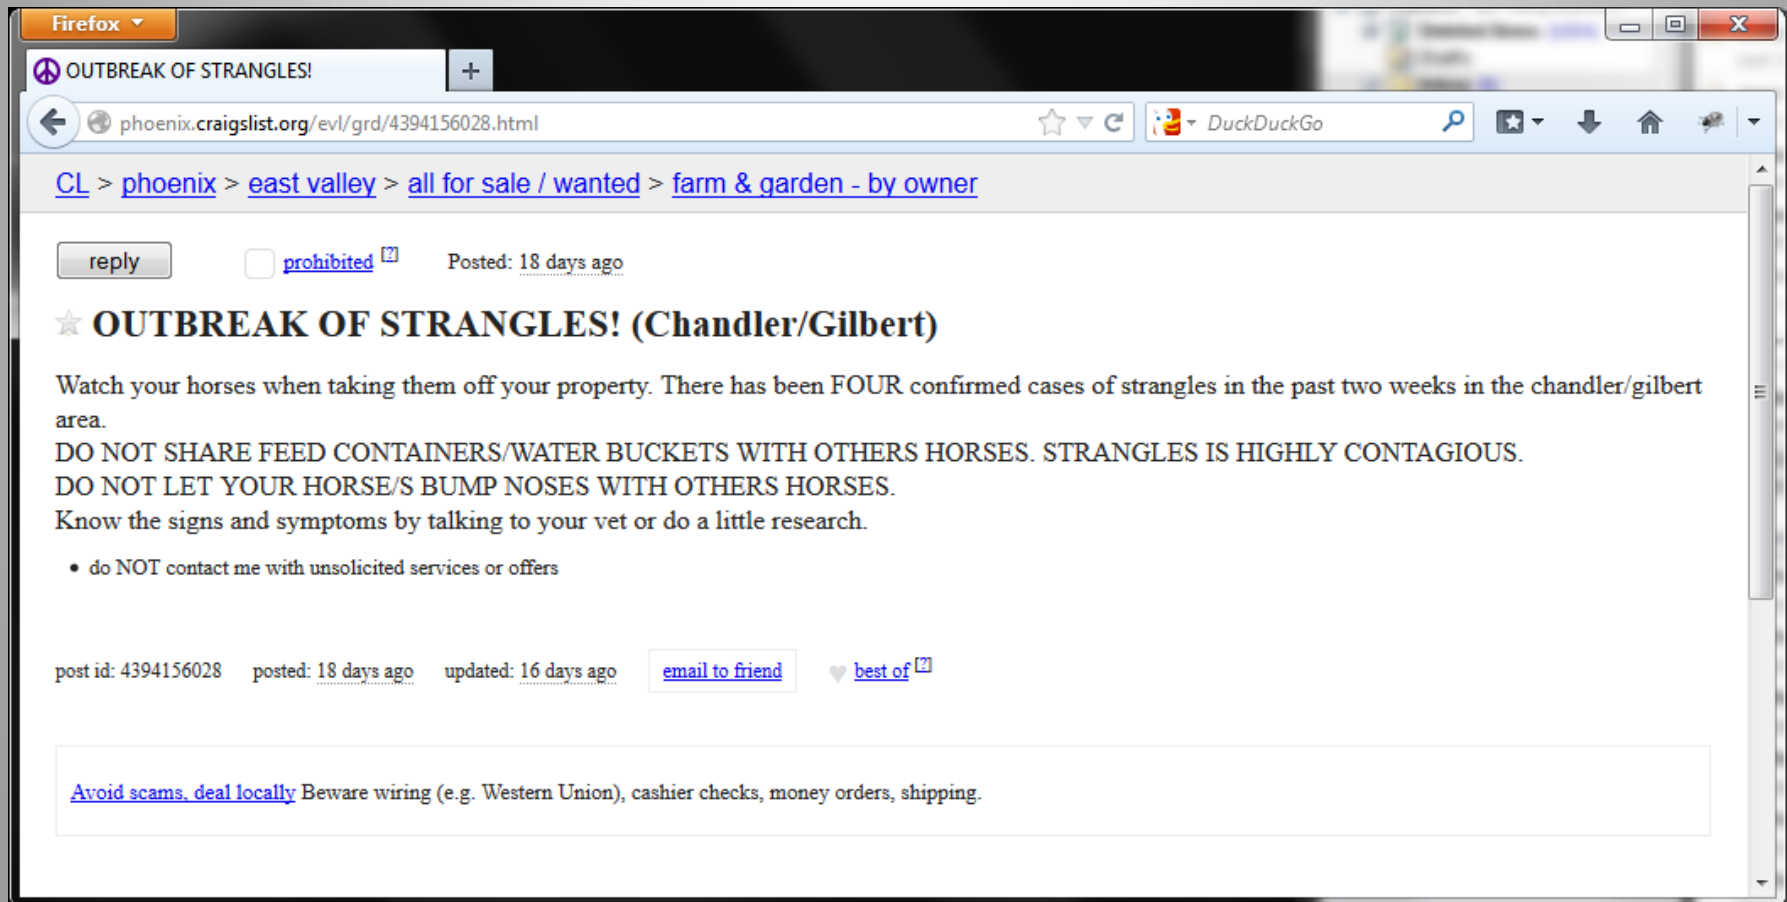 Firefox
OUTBREAK OF STRANGLES!
phoenix.craigslist.org/evl/grd/4394156028.html
DuckDuckGo
CL > phoenix > east valley > all for sale / wanted > farm & garden - by owner
reply
prohibited [?]
Posted: 18 days ago
OUTBREAK OF STRANGLES! (Chandler/Gilbert)
Watch your horses when taking them off your property. There has been FOUR confirmed cases of strangles in the past two weeks in the chandler/gilbert
area.
DO NOT SHARE FEED CONTAINERS/WATER BUCKETS WITH OTHERS HORSES. STRANGLES IS HIGHLY CONTAGIOUS.
DO NOT LET YOUR HORSE/S BUMP NOSES WITH OTHERS HORSES.
Know the signs and symptoms by talking to your vet or do a little research.
• do NOT contact me with unsolicited services or offers
post id: 4394156028 posted: 18 days ago updated: 16 days ago email to friend best of [?]
Avoid scams, deal locally Beware wiring (e.g. Western Union), cashier checks, money orders, shipping.